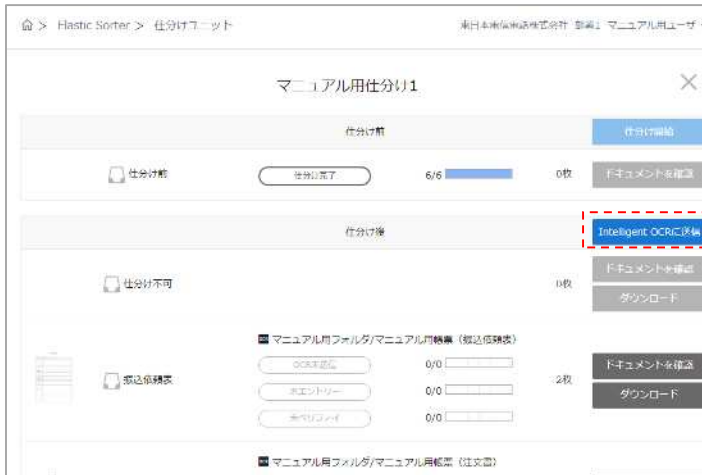 > Elastic Sorter > 仕分けユニット
東日本電信電話株式会社 部署1 マニュアル用ユーザ
マニュアル用仕分け1
仕分け前 仕分け開始
仕分け前 仕分け完了 6/6 0枚 ドキュメントを確認
仕分け後 Intelligent OCRに送信
仕分け不可 0枚 ドキュメントを確認
ダウンロード
マニュアル用フォルダ/マニュアル用帳票（振込依頼表）
振込依頼表 OCR未送信 0/0 2枚 ドキュメントを確認
未エントリー 0/0 ダウンロード
未ベリファイ 0/0
マニュアル用フォルダ/マニュアル用帳票（注文書）